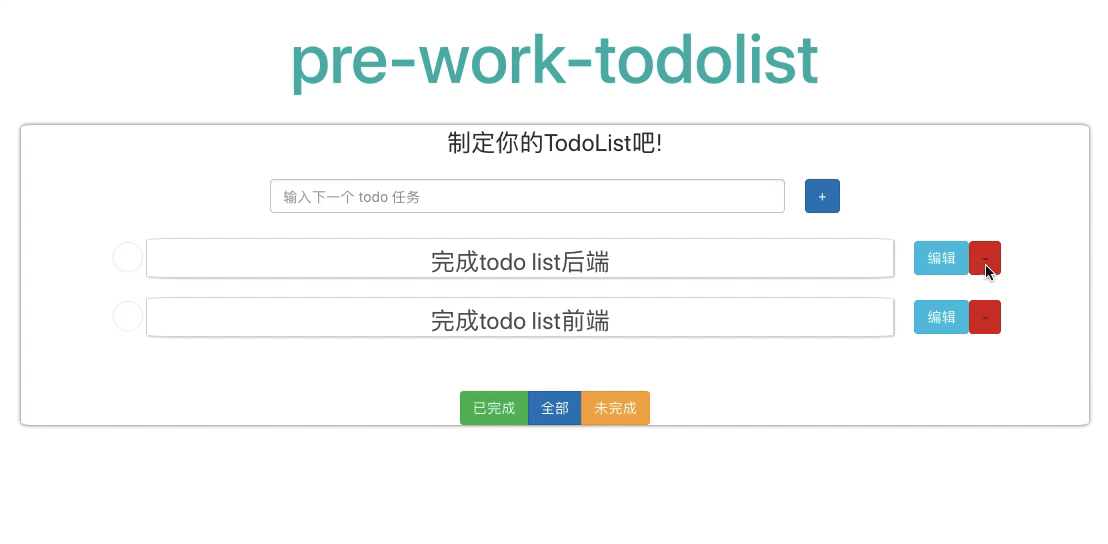 pre-work-todolist
制定你的TodoList吧!
输入下一个 todo 任务 +
完成todo list后端 编辑 -
完成todo list前端 编辑 -
已完成 全部 未完成